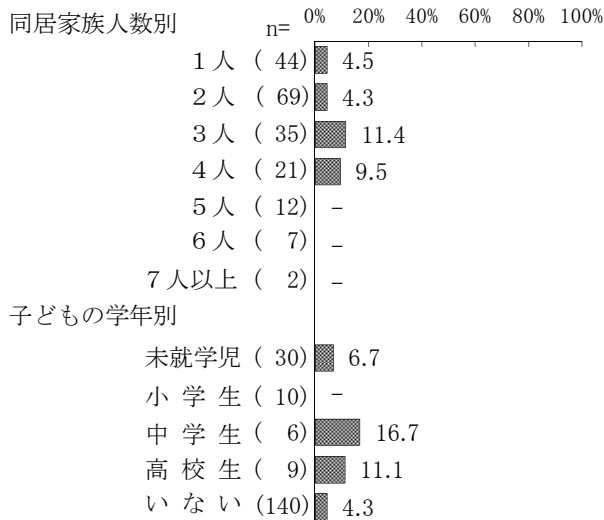 同居家族人数別 n= 0% 20% 40% 60% 80% 100%
1人 ( 44) 4.5
2人 ( 69) 4.3
3人 ( 35) 11.4
4人 ( 21) 9.5
5人 ( 12) －
6人 ( 7) －
7人以上 ( 2) －
子どもの学年別
未就学児 ( 30) 6.7
小 学 生 ( 10) －
中 学 生 ( 6) 16.7
高 校 生 ( 9) 11.1
い な い (140) 4.3